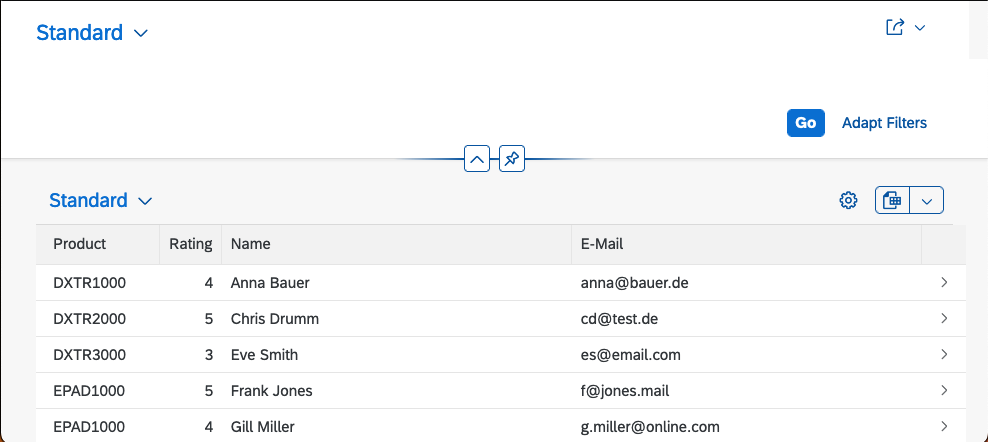 Standard
Go Adapt Filters
Standard
Product Rating Name E-Mail
DXTR1000 4 Anna Bauer anna@bauer.de
DXTR2000 5 Chris Drumm cd@test.de
DXTR3000 3 Eve Smith es@email.com
EPAD1000 5 Frank Jones f@jones.mail
EPAD1000 4 Gill Miller g.miller@online.com